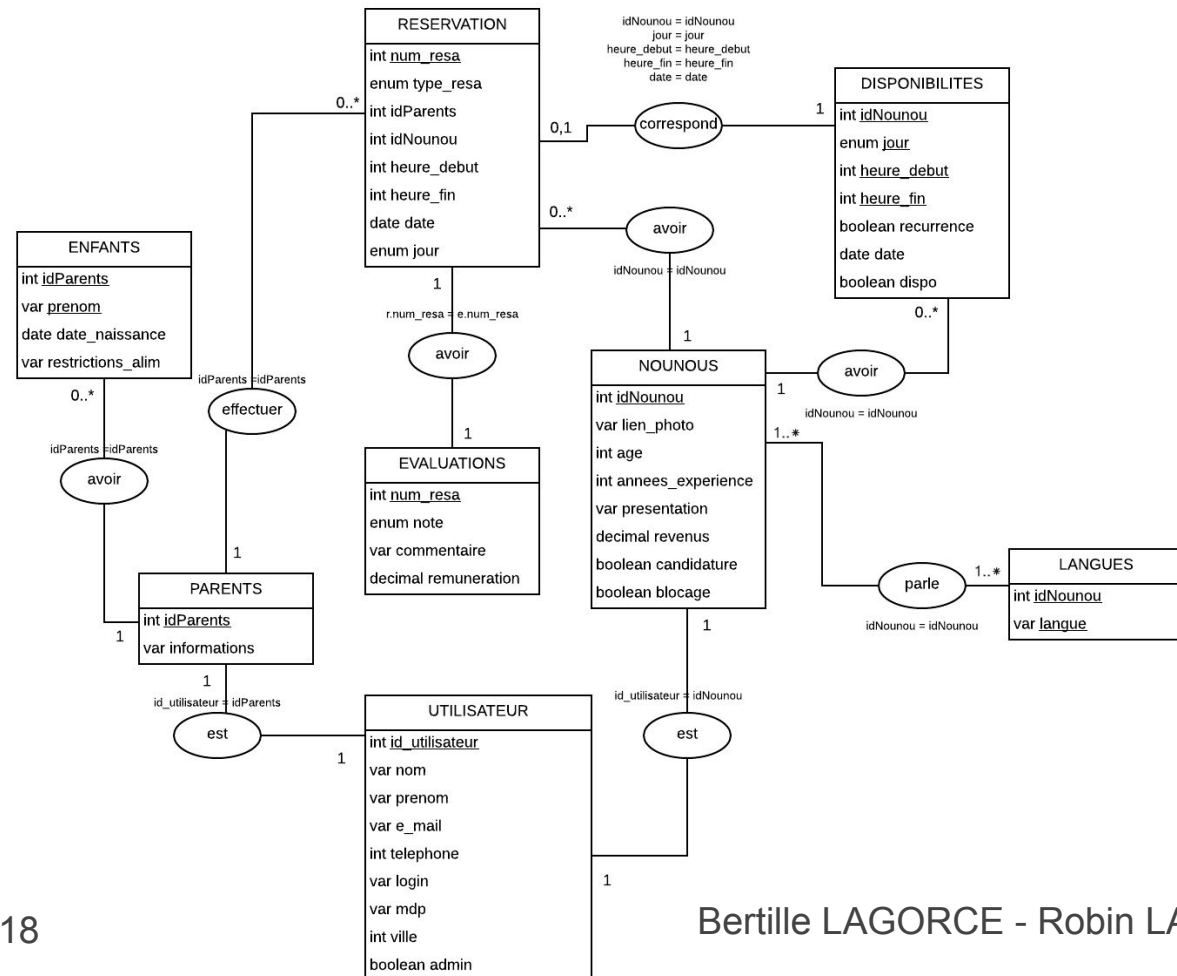 RESERVATION
int num_resa
enum type_resa
int idParents
int idNounou
int heure_debut
int heure_fin
date date
enum jour
idNounou = idNounou
jour = jour
heure_debut = heure_debut
heure_fin = heure_fin
date = date
0,1
correspond
1
DISPONIBILITES
int idNounou
enum jour
int heure_debut
int heure_fin
boolean recurrence
date date
boolean dispo
0..*
0..*
avoir
idNounou = idNounou
1
ENFANTS
int idParents
var prenom
date date_naissance
var restrictions_alim
0..*
idParents =idParents
avoir
1
idParents =idParents
effectuer
1
1
r.num_resa = e.num_resa
avoir
1
EVALUATIONS
int num_resa
enum note
var commentaire
decimal remuneration
NOUNOUS
int idNounou
var lien_photo
int age
int annees_experience
var presentation
decimal revenus
boolean candidature
boolean blocage
1
avoir
idNounou = idNounou
0..*
1..*
parle
1..*
idNounou = idNounou
LANGUES
int idNounou
var langue
PARENTS
int idParents
var informations
1
id_utilisateur = idParents
est
1
1
id_utilisateur = idNounou
est
1
UTILISATEUR
int id_utilisateur
var nom
var prenom
var e_mail
int telephone
var login
var mdp
int ville
boolean admin
18
Bertille LAGORCE - Robin LA